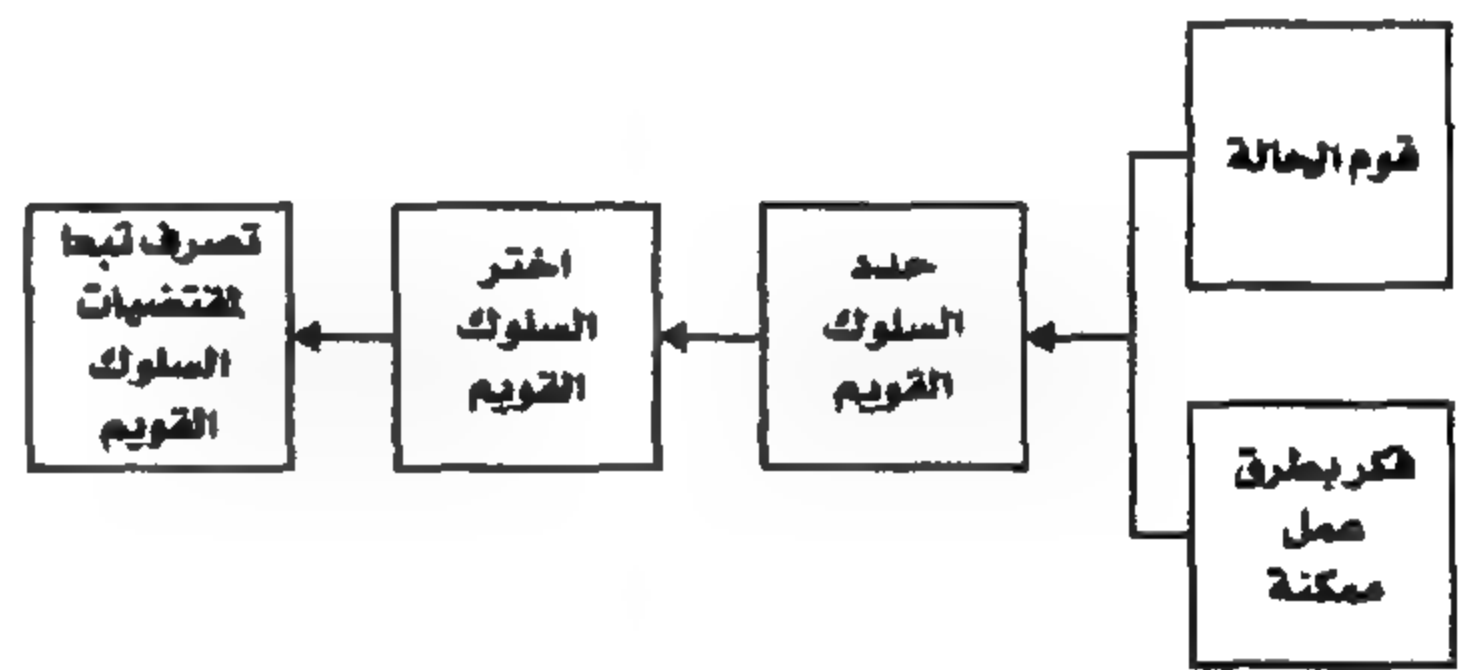 قوم الحالة
فكر بطرق
عمل
ممكنة
حدد
السلوك
القويم
اختر
السلوك
القويم
تصرف تبعا
لمقتضيات
السلوك
القويم